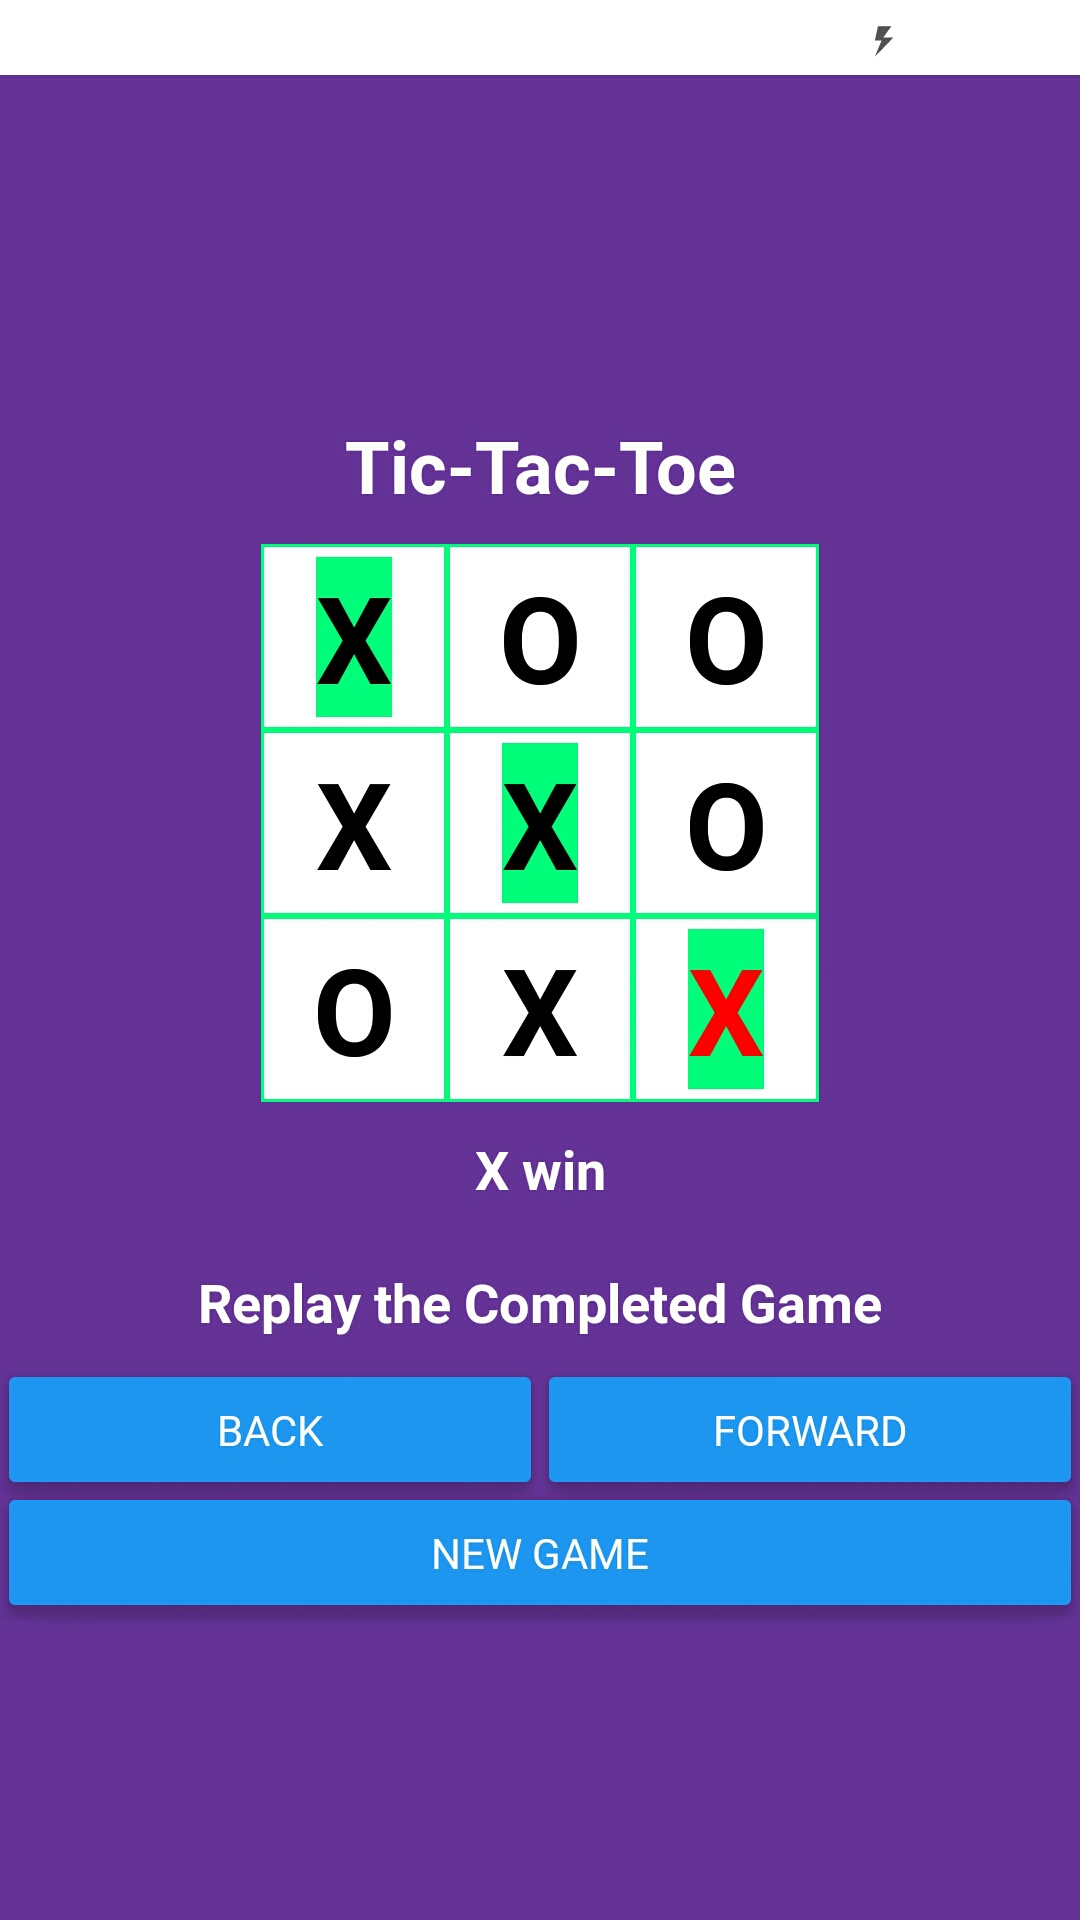 Tic-Tac-Toe
X O O
X X O
O X X
X win
Replay the Completed Game
BACK FORWARD
NEW GAME